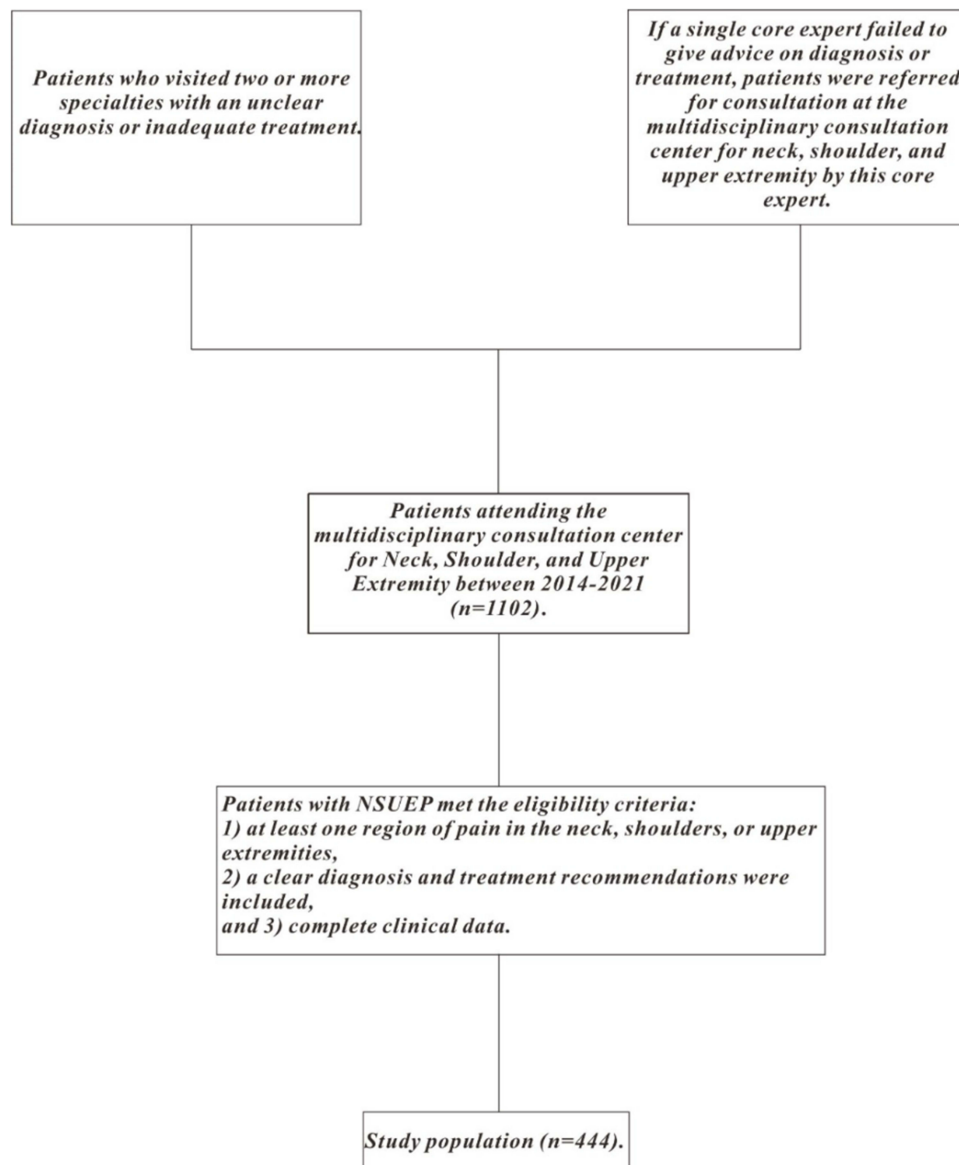 Patients who visited two or more
specialties with an unclear
diagnosis or inadequate treatment.
If a single core expert failed to
give advice on diagnosis or
treatment, patients were referred
for consultation at the
multidisciplinary consultation
center for neck, shoulder, and
upper extremity by this core
expert.
Patients attending the
multidisciplinary consultation center
for Neck, Shoulder, and Upper
Extremity between 2014-2021
(n=1102).
Patients with NSUEP met the eligibility criteria:
1) at least one region of pain in the neck, shoulders, or upper
extremities,
2) a clear diagnosis and treatment recommendations were
included,
and 3) complete clinical data.
Study population (n=444).